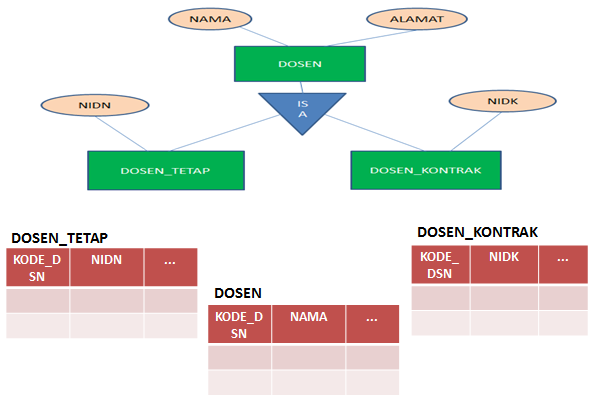 NAMA
ALAMAT
DOSEN
NIDN
IS
A
NIDK
DOSEN_TETAP
DOSEN_KONTRAK
DOSEN_TETAP
KODE_D
SN
NIDN
...
DOSEN
KODE_D
SN
NAMA
...
DOSEN_KONTRAK
KODE_
DSN
NIDK
...